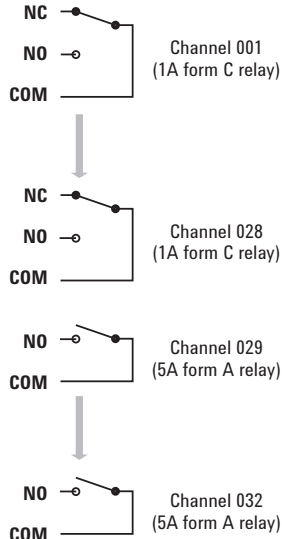 NC
NO
COM
Channel 001
(1A form C relay)
NC
NO
COM
Channel 028
(1A form C relay)
NO
COM
Channel 029
(5A form A relay)
NO
COM
Channel 032
(5A form A relay)